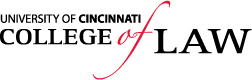 UNIVERSITY OF CINCINNATI
COLLEGE of LAW